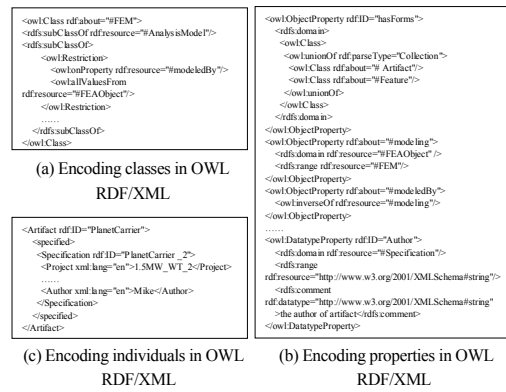 <owl:Class rdf:about="#FEM">
<rdfs:subClassOf rdf:resource="#AnalysisModel"/>
<rdfs:subClassOf>
<owl:Restriction>
<owl:onProperty rdf:resource="#modeledBy"/>
<owl:allValuesFrom
rdf:resource="#FEAObject"/>
</owl:Restriction>
……
</rdfs:subClassOf>
</owl:Class>
(a) Encoding classes in OWL
RDF/XML
<Artifact rdf:ID="PlanetCarrier">
<specified>
<Specification rdf:ID="PlanetCarrier _2">
<Project xml:lang="en">1.5MW_WT_2</Project>
……
<Author xml:lang="en">Mike</Author>
</Specification>
</specified>
</Artifact>
(c) Encoding individuals in OWL
RDF/XML
<owl:ObjectProperty rdf:ID="hasForms">
<rdfs:domain>
<owl:Class>
<owl:unionOf rdf:parseType="Collection">
<owl:Class rdf:about="# Artifact"/>
<owl:Class rdf:about="#Feature"/>
</owl:unionOf>
</owl:Class>
</rdfs:domain>
</owl:ObjectProperty>
<owl:ObjectProperty rdf:about="#modeling">
<rdfs:domain rdf:resource="#FEAObject" />
<rdfs:range rdf:resource="#FEM"/>
</owl:ObjectProperty>
<owl:ObjectProperty rdf:about="#modeledBy">
<owl:inverseOf rdf:resource="#modeling"/>
</owl:ObjectProperty>
……
<owl:DatatypeProperty rdf:ID="Author">
<rdfs:domain rdf:resource="#Specification"/>
<rdfs:range
rdf:resource="http://www.w3.org/2001/XMLSchema#string"/>
<rdfs:comment
rdf:datatype="http://www.w3.org/2001/XMLSchema#string"
>the author of artifact</rdfs:comment>
</owl:DatatypeProperty>
(b) Encoding properties in OWL
RDF/XML